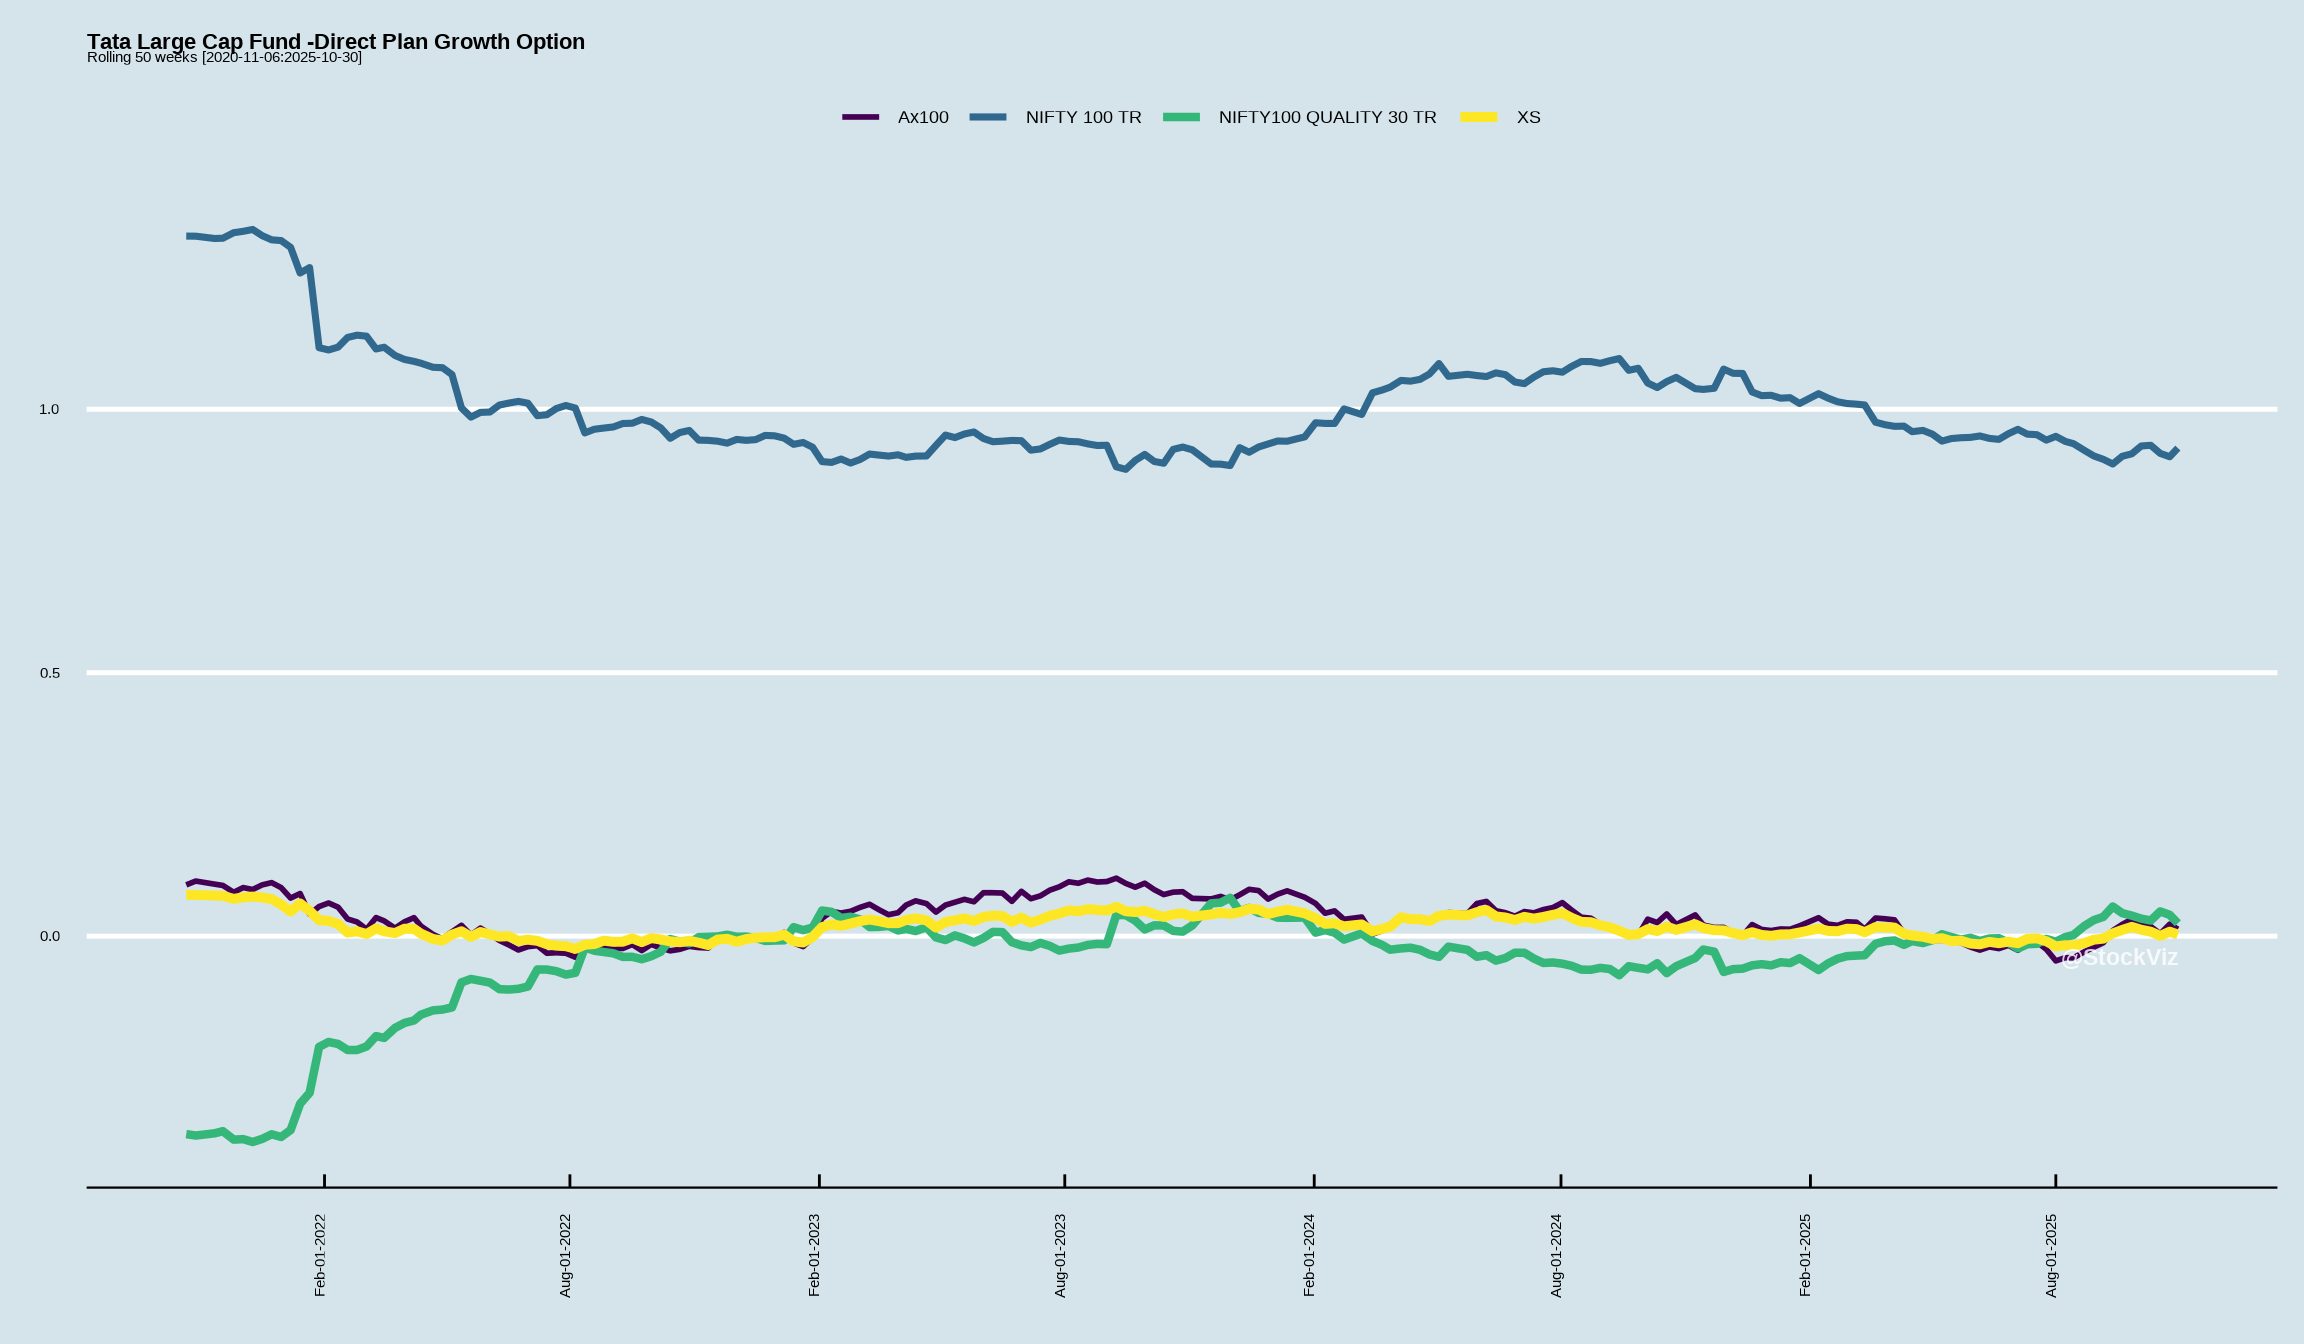 Tata Large Cap Fund -Direct Plan Growth Option
Rolling 50 weeks [2020-11-06:2025-10-30]
Ax100 NIFTY 100 TR NIFTY100 QUALITY 30 TR XS
1.0
0.5
0.0
@StockViz
Feb-01-2022
Aug-01-2022
Feb-01-2023
Aug-01-2023
Feb-01-2024
Aug-01-2024
Feb-01-2025
Aug-01-2025